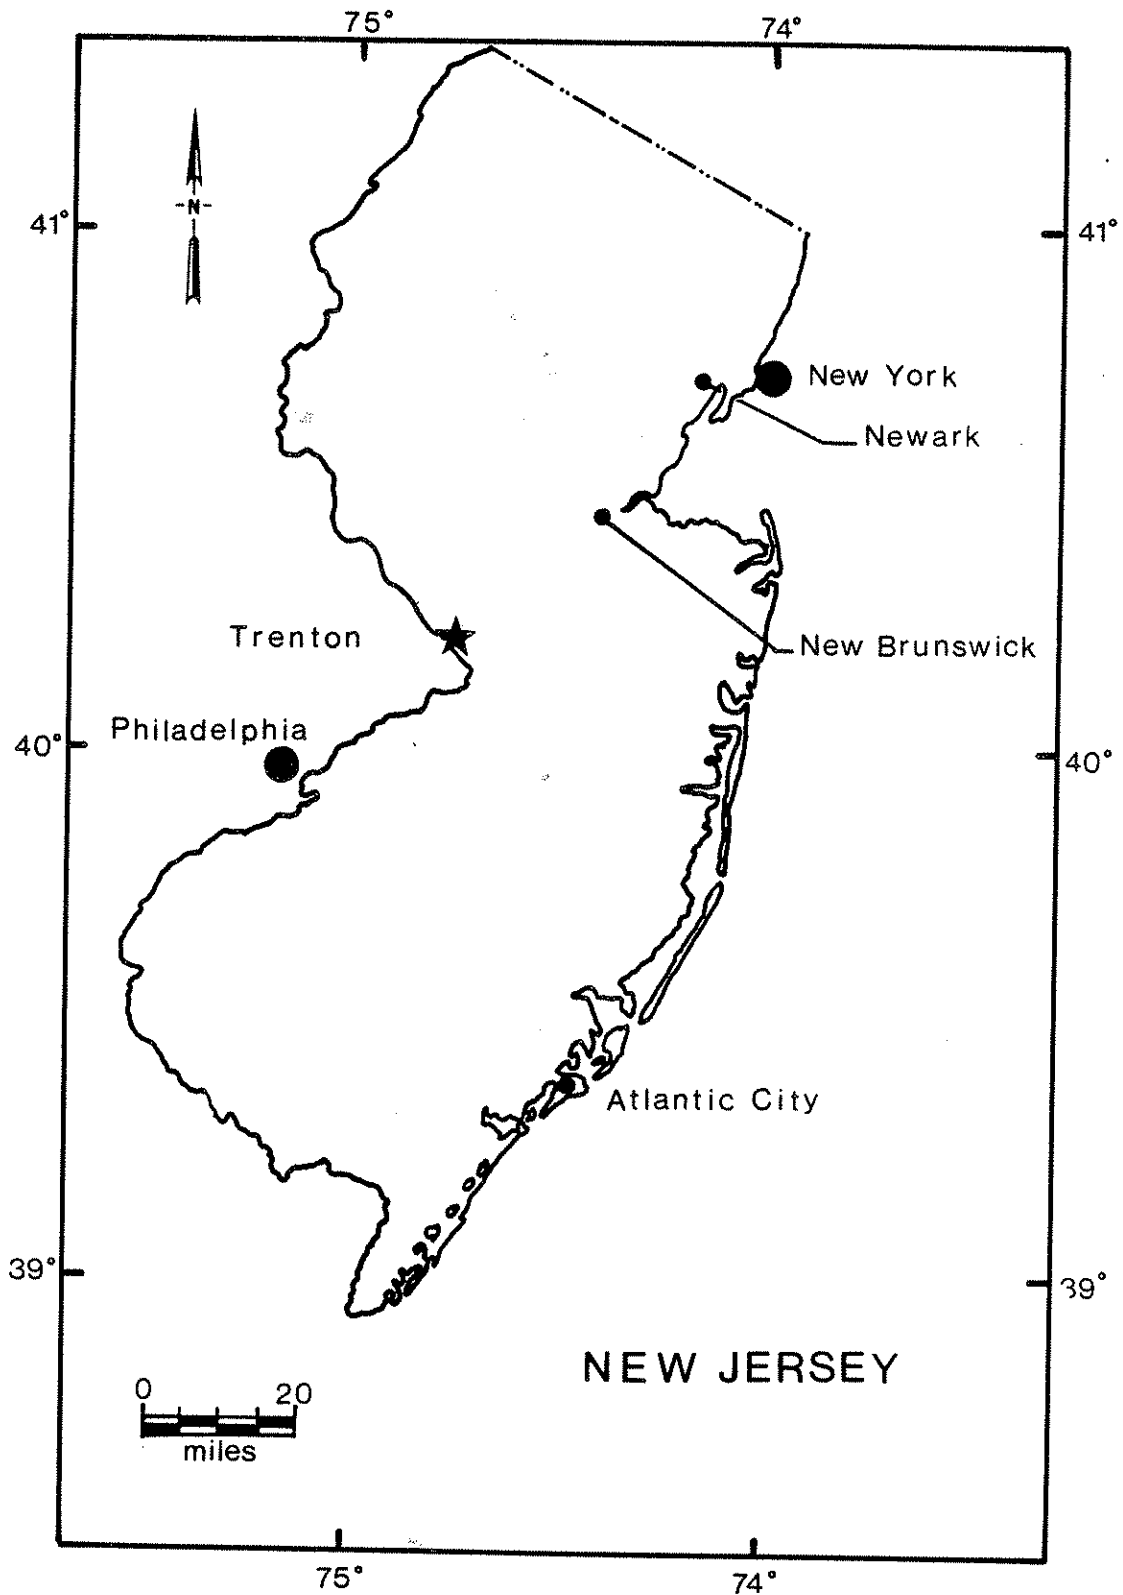 75°
74°
-N-
41°
41°
New York
Newark
Trenton
New Brunswick
Philadelphia
40°
40°
Atlantic City
39°
39°
NEW JERSEY
0 20
miles
75°
74°